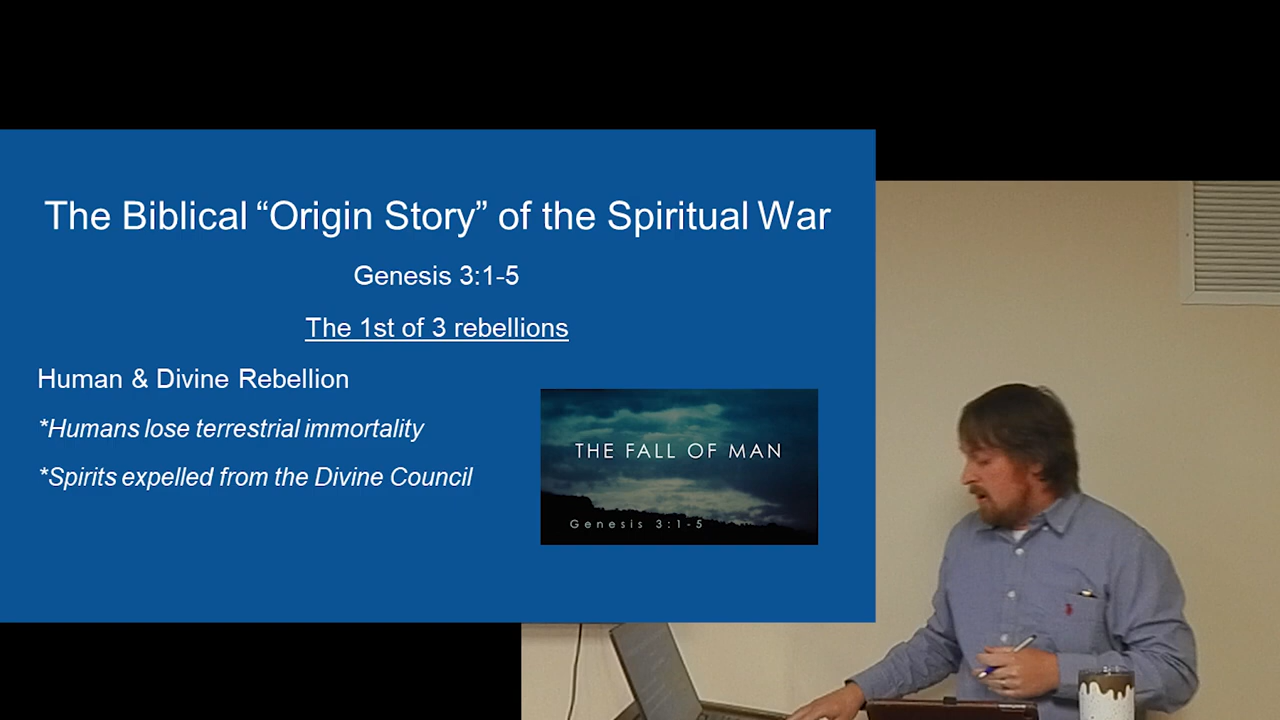 The Biblical “Origin Story” of the Spiritual War
Genesis 3:1-5
The 1st of 3 rebellions
Human & Divine Rebellion
*Humans lose terrestrial immortality
*Spirits expelled from the Divine Council
THE FALL OF MAN
Genesis 3:1-5